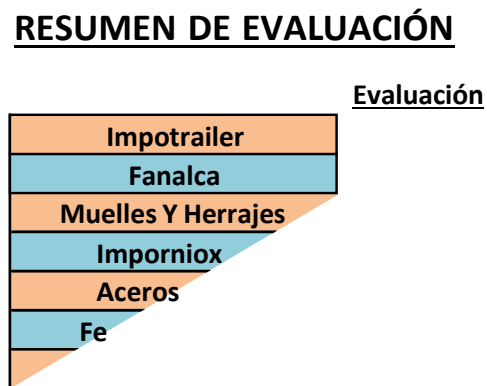 RESUMEN DE EVALUACIÓN
Evaluación
Impotrailer
Fanalca
Muelles Y Herrajes
Imporniox
Aceros
Fe